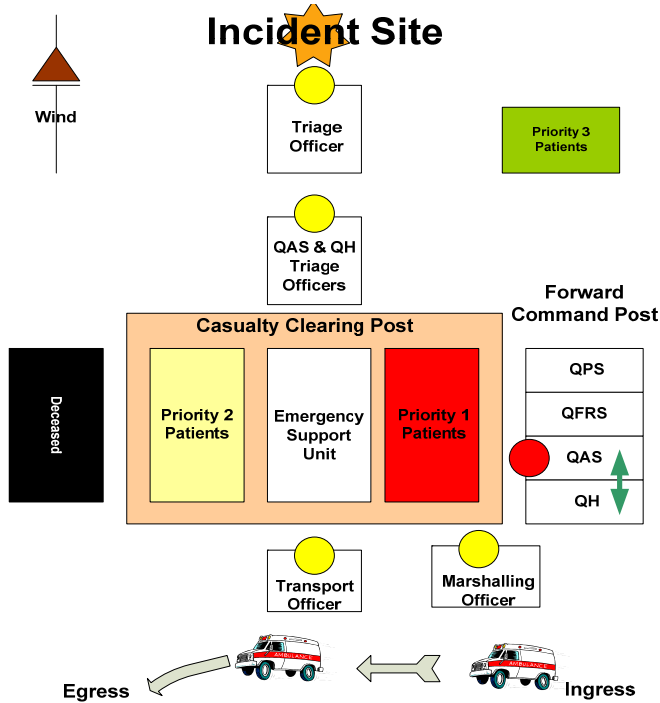 Incident Site
Wind
Triage
Officer
Priority 3
Patients
QAS & QH
Triage
Officers
Forward
Command Post
Casualty Clearing Post
Deceased
Priority 2
Patients
Emergency
Support
Unit
Priority 1
Patients
QPS
QFRS
QAS
QH
Transport
Officer
Marshalling
Officer
AMBULANCE
AMBULANCE
Egress
Ingress